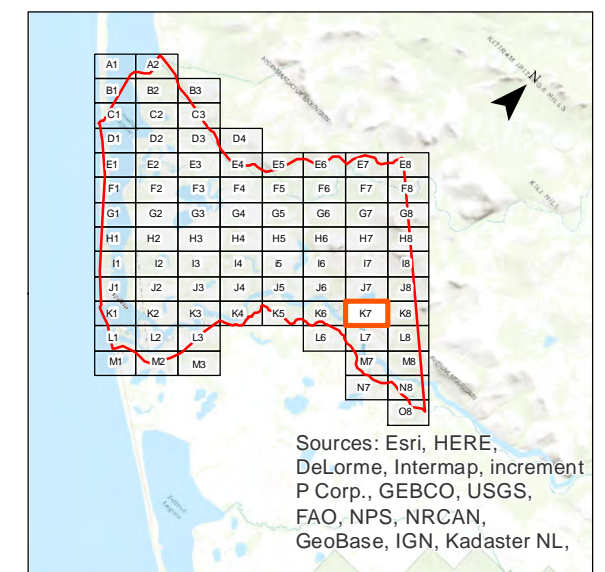 KITIRAM IPIENGA HILLS
N
KILI HILL
A1 A2
B1 B2 B3
C1 C2 C3
D1 D2 D3 D4
E1 E2 E3 E4 E5 E6 E7 E8
F1 F2 F3 F4 F5 F6 F7 F8
G1 G2 G3 G4 G5 G6 G7 G8
H1 H2 H3 H4 H5 H6 H7 H8
I1 I2 I3 I4 i5 I6 I7 I8
J1 J2 J3 J4 J5 J6 J7 J8
K1 K2 K3 K4 K5 K6 K7 K8
L1 L2 L3 L6 L7 L8
M1 M2 M3 M7 M8
N7 N8
O8
Sources: Esri, HERE,
DeLorme, Intermap, increment
P Corp., GEBCO, USGS,
FAO, NPS, NRCAN,
GeoBase, IGN, Kadaster NL,